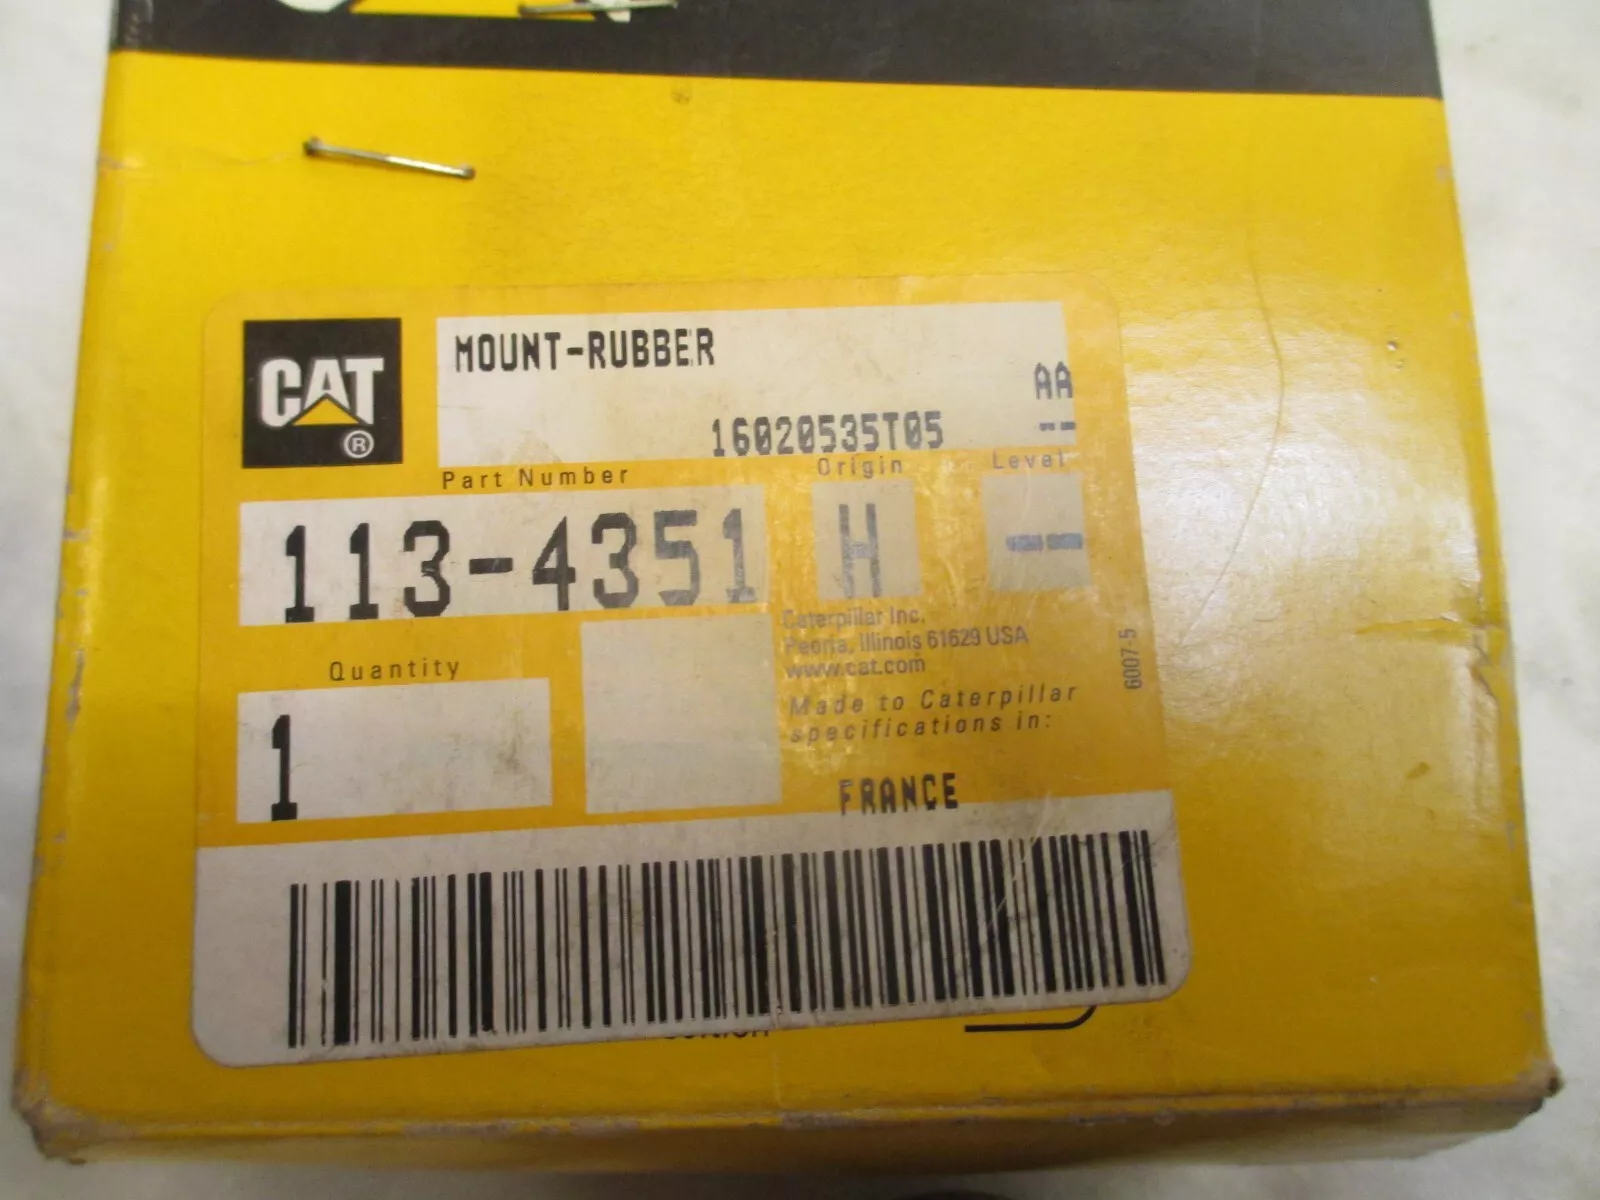 MOUNT-RUBBER
CAT
®
AA
16020535T05
--
Part Number
Origin
Level
113-4351
H
--
Caterpillar Inc.
Peoria, Illinois 61629 USA
www.cat.com
Quantity
1
Made to Caterpillar
specifications in:
6007-5
FRANCE